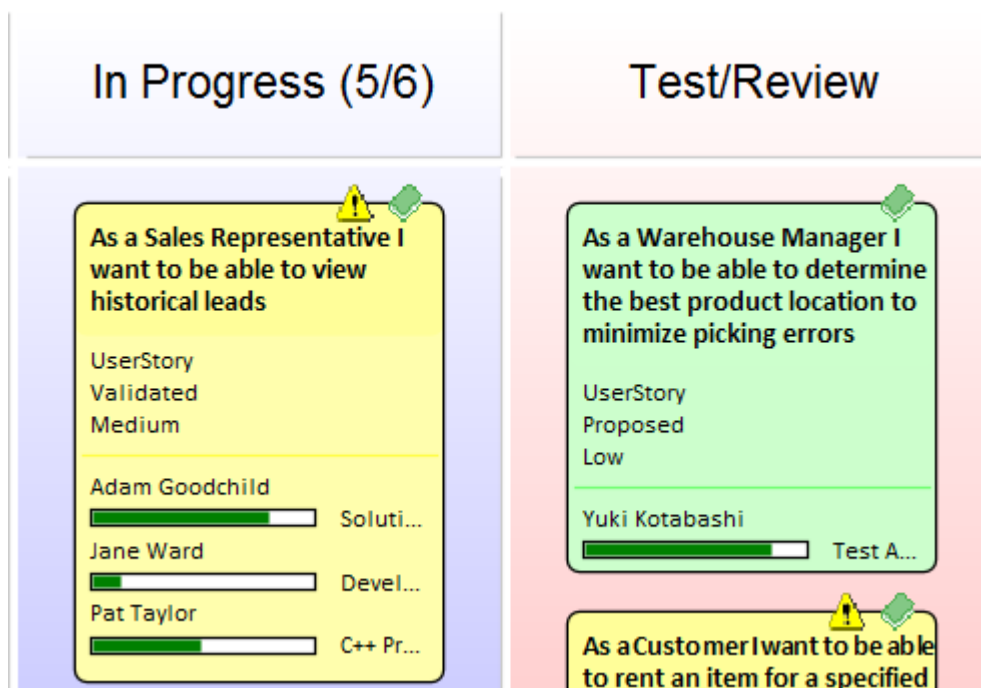 In Progress (5/6)
Test/Review
As a Sales Representative I
want to be able to view
historical leads
UserStory
Validated
Medium
Adam Goodchild
Soluti...
Jane Ward
Devel...
Pat Taylor
C++ Pr...
As a Warehouse Manager I
want to be able to determine
the best product location to
minimize picking errors
UserStory
Proposed
Low
Yuki Kotabashi
Test A...
As a Customer I want to be able
to rent an item for a specified